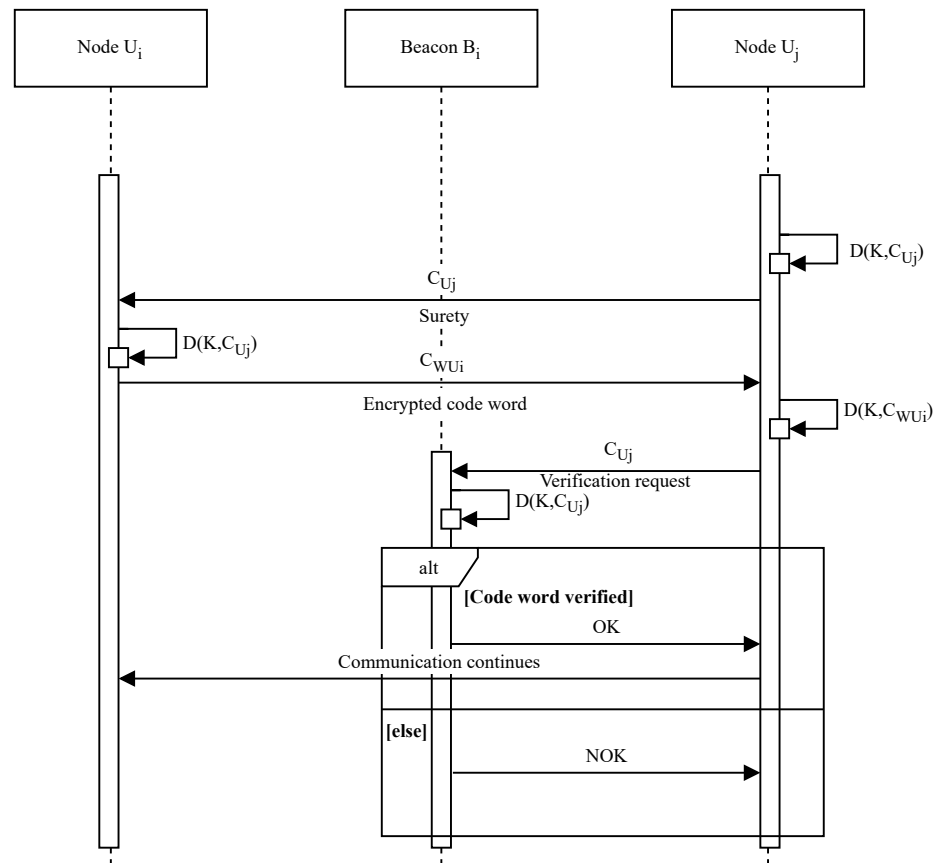 Node U_i
Beacon B_i
Node U_j
D(K,C_Uj)
C_Uj
Surety
D(K,C_Uj)
C_WUi
Encrypted code word
D(K,C_WUi)
C_Uj
Verification request
D(K,C_Uj)
alt
[Code word verified]
OK
Communication continues
[else]
NOK